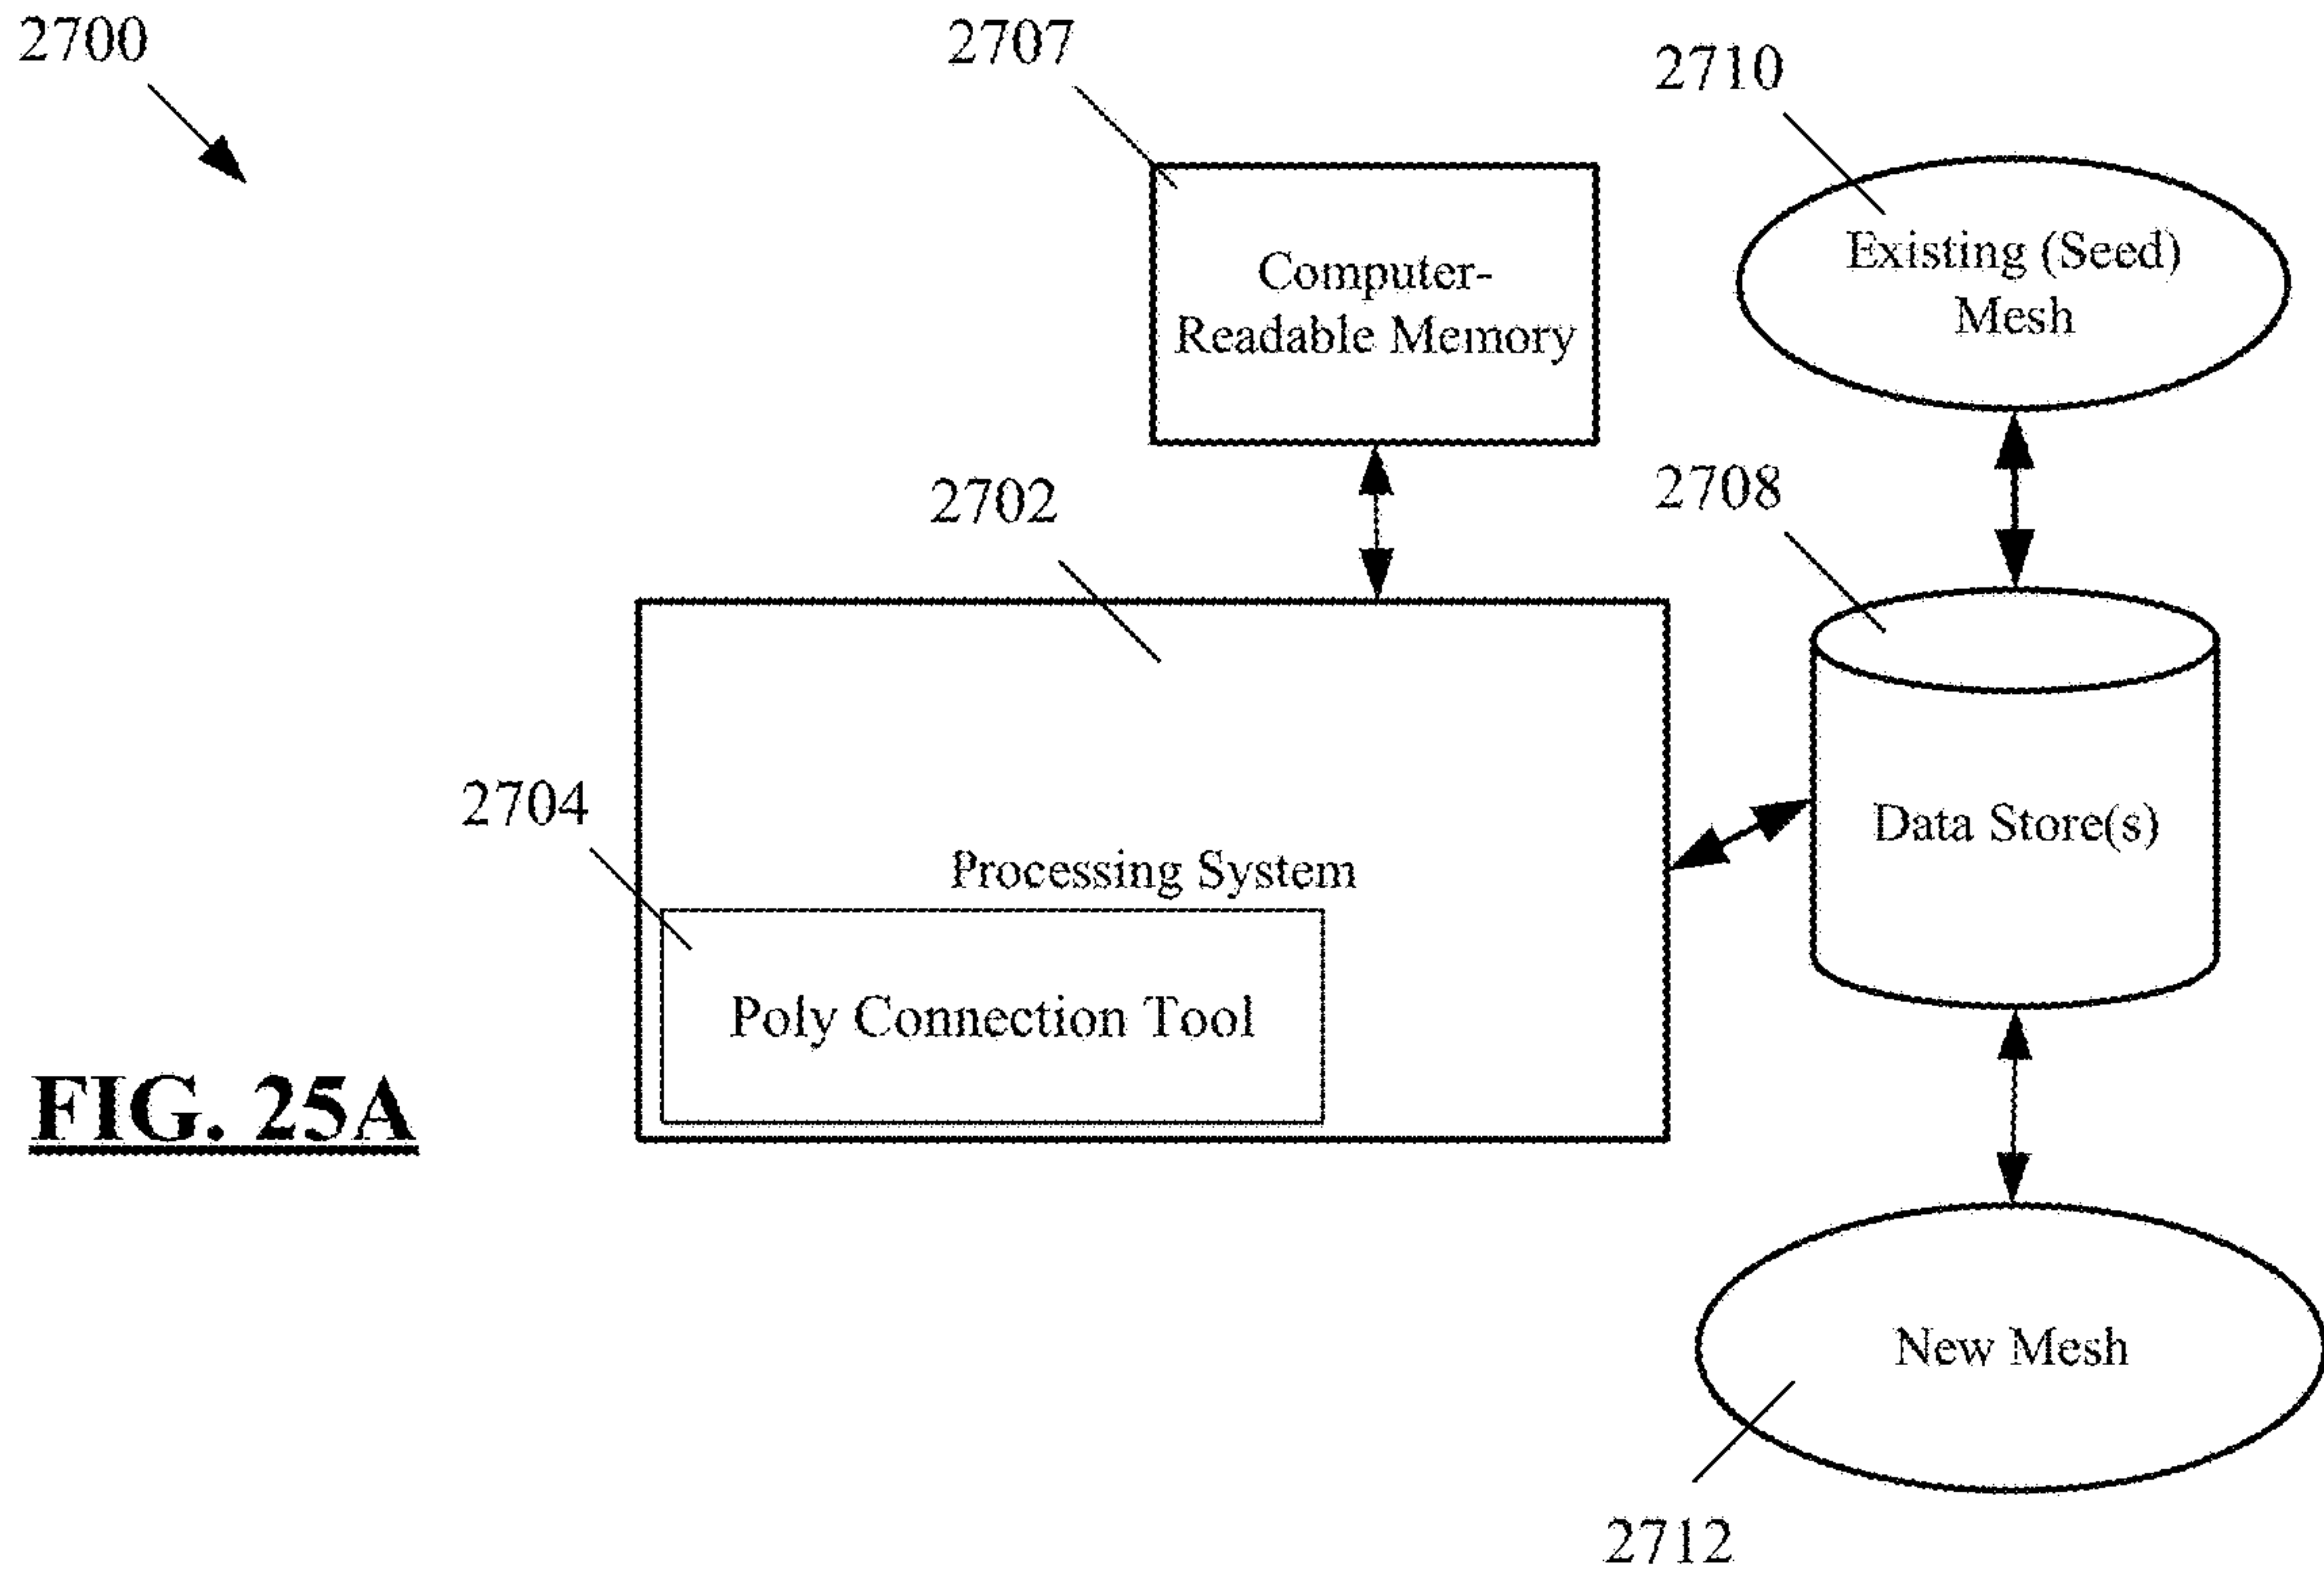 2700
2707
2710
Computer-
Readable Memory
Existing (Seed)
Mesh
2702
2708
2704
Processing System
Data Store(s)
Poly Connection Tool
FIG. 25A
New Mesh
2712